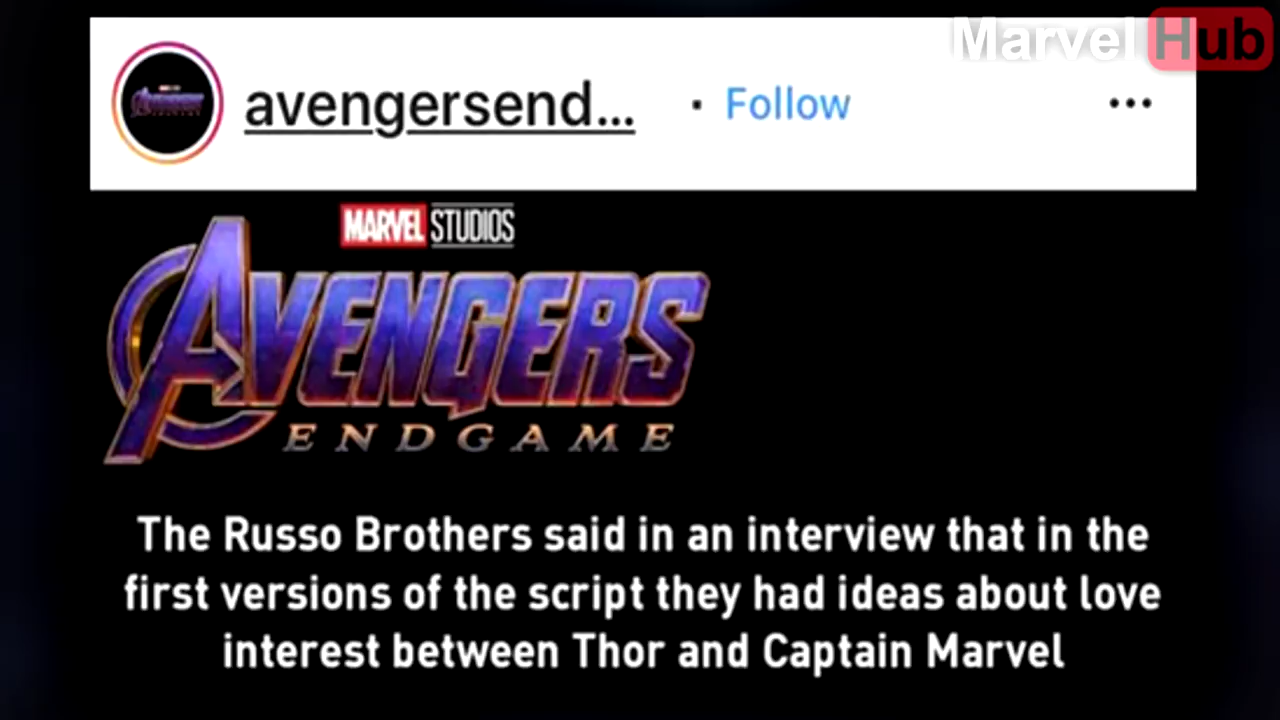 Marvel Hub
avengersend... · Follow
MARVEL STUDIOS
AVENGERS
ENDGAME
The Russo Brothers said in an interview that in the
first versions of the script they had ideas about love
interest between Thor and Captain Marvel